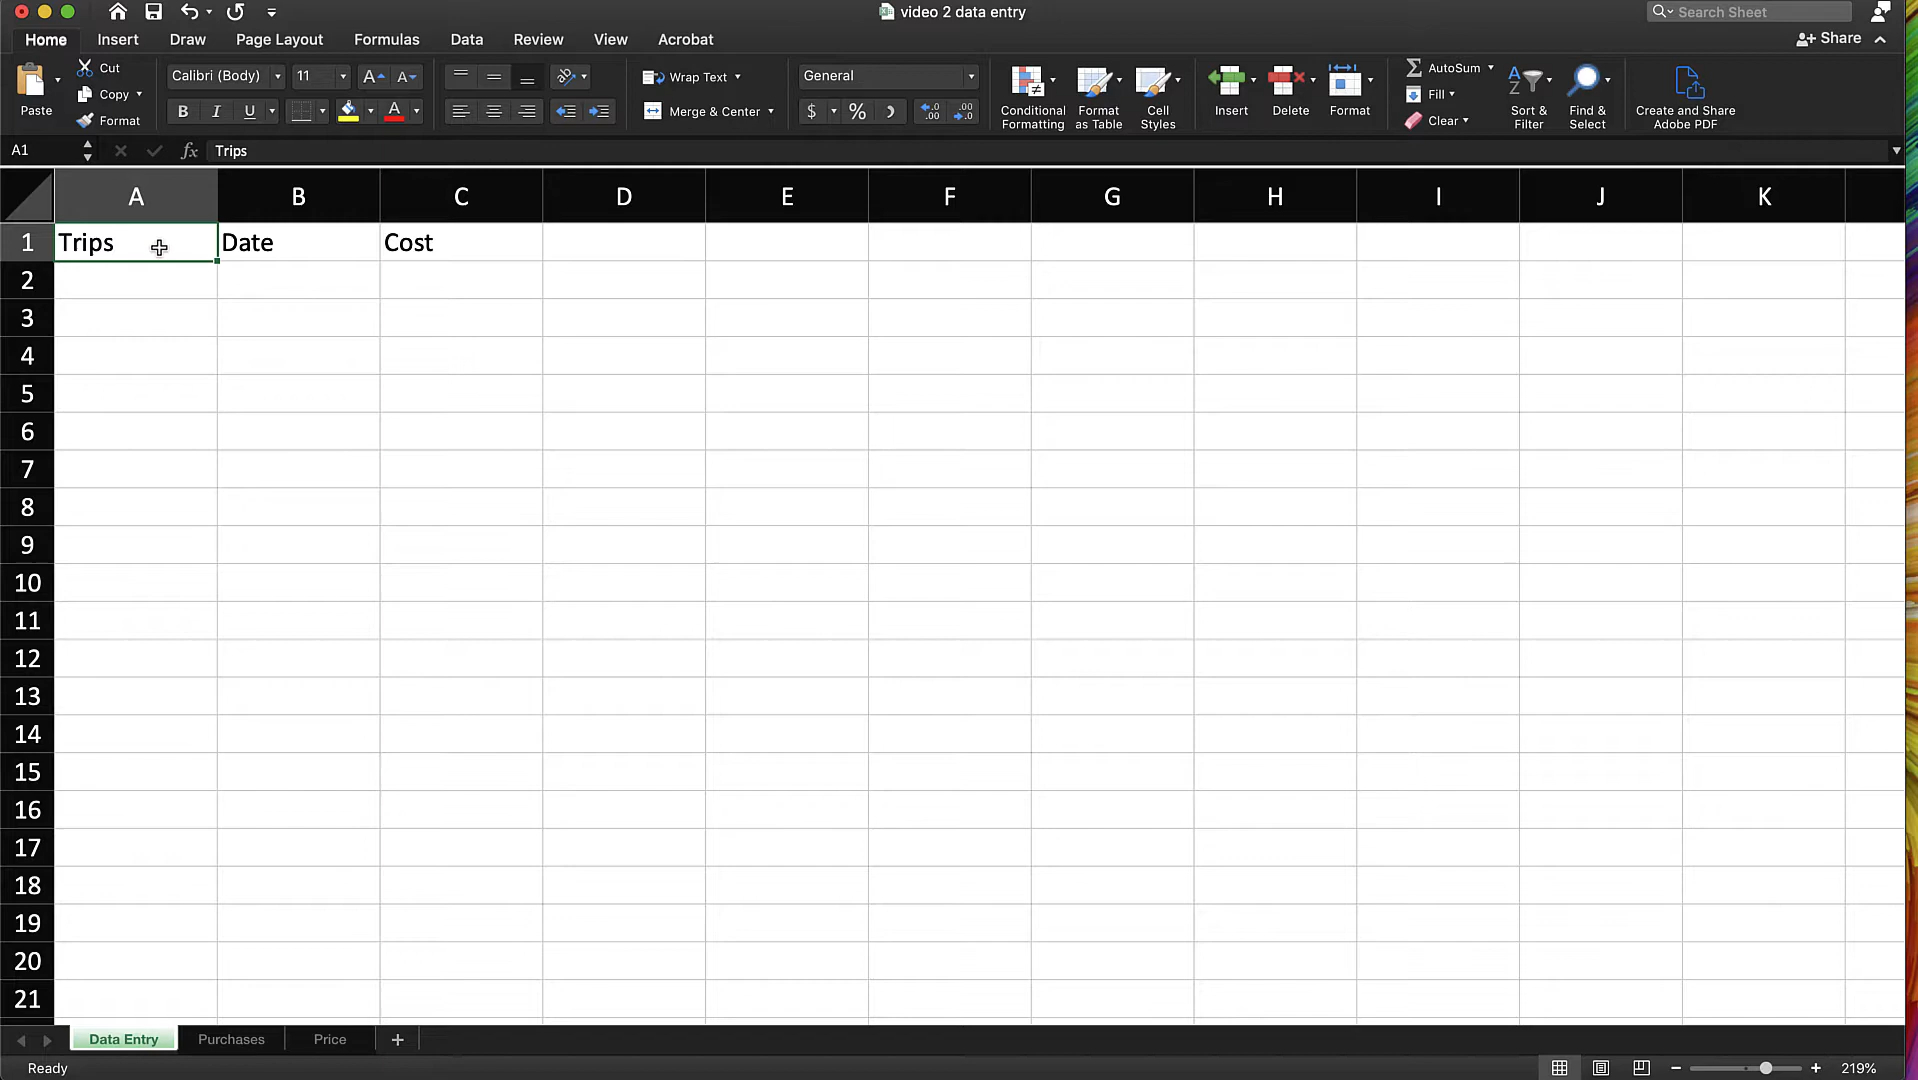 video 2 data entry
Search Sheet
Home Insert Draw Page Layout Formulas Data Review View Acrobat
Share
Paste
Cut
Copy
Format
Calibri (Body) 11
B I U
Wrap Text
Merge & Center
General
$ % 
Conditional Formatting
Format as Table
Cell Styles
Insert
Delete
Format
AutoSum
Fill
Clear
Sort & Filter
Find & Select
Create and Share Adobe PDF
A1 fx Trips
A B C D E F G H I J K
1 Trips Date Cost
2
3
4
5
6
7
8
9
10
11
12
13
14
15
16
17
18
19
20
21
Data Entry Purchases Price
Ready
219%